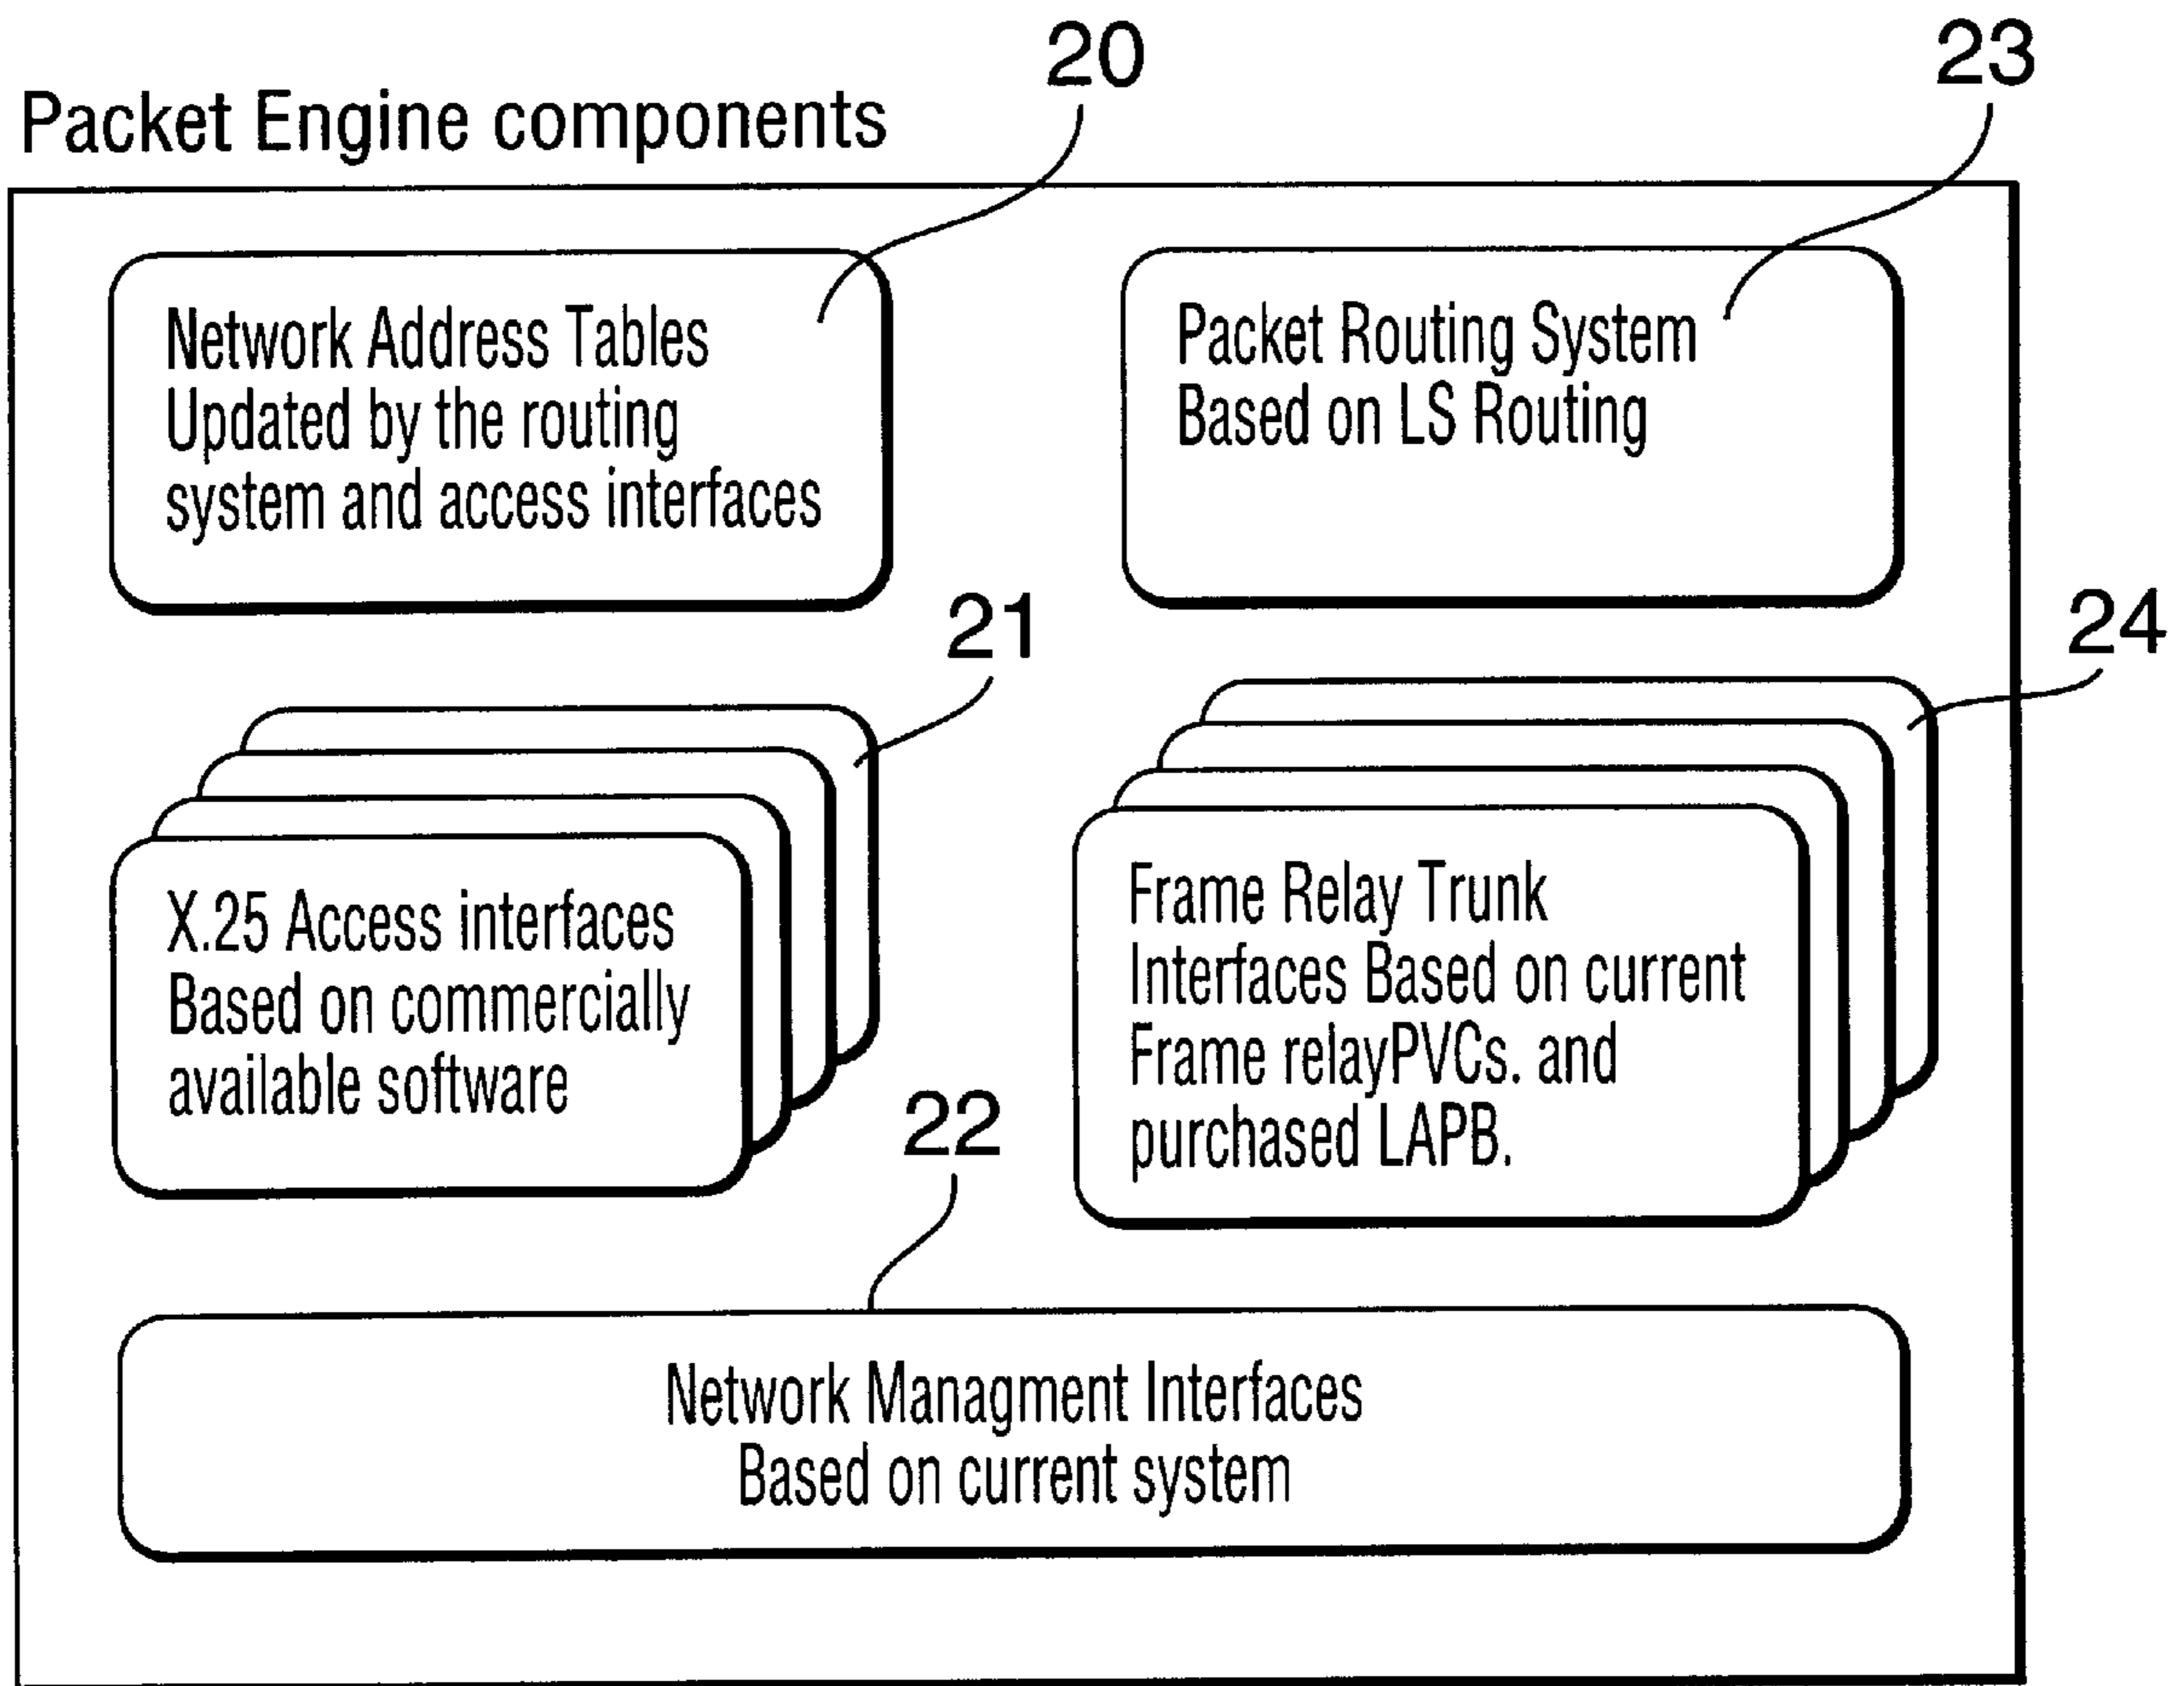 20
23
Packet Engine components
Network Address Tables
Updated by the routing
system and access interfaces
Packet Routing System
Based on LS Routing
21
24
X.25 Access interfaces
Based on commercially
available software
Frame Relay Trunk
Interfaces Based on current
Frame relayPVCs. and
purchased LAPB.
22
Network Managment Interfaces
Based on current system